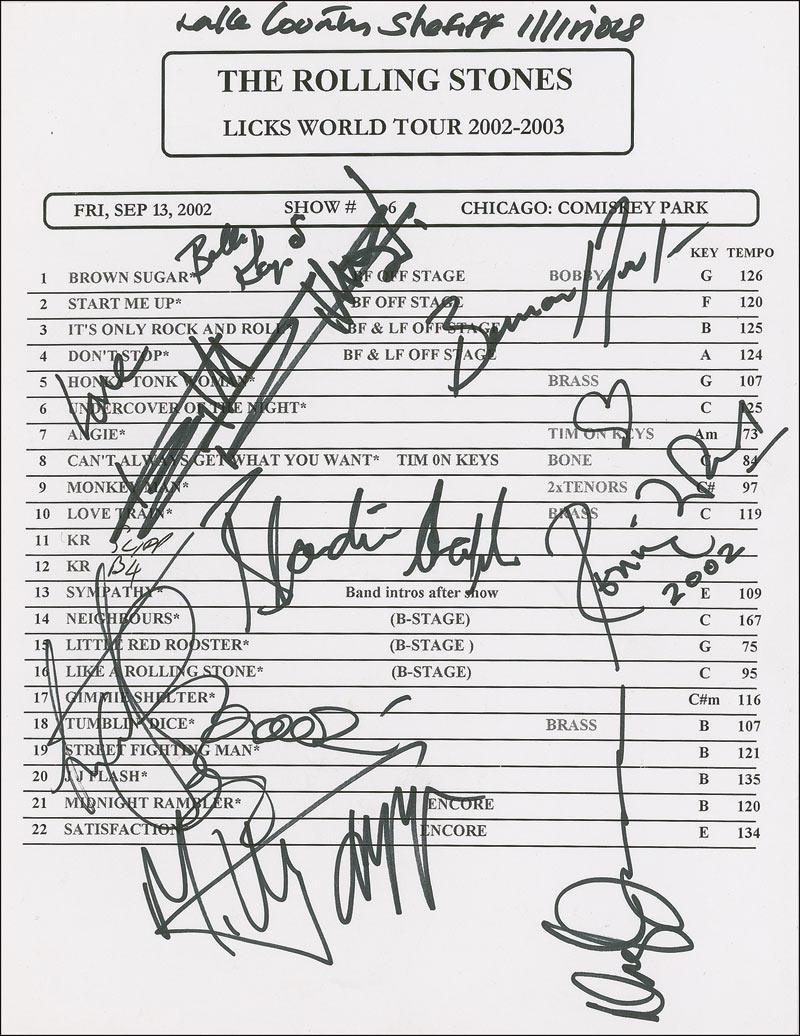 Lake County Sheriff Illinois
THE ROLLING STONES
LICKS WORLD TOUR 2002-2003
FRI, SEP 13, 2002 SHOW # 6 CHICAGO: COMISKEY PARK
KEY TEMPO
1 BROWN SUGAR* BF OFF STAGE BOBBY G 126
2 START ME UP* BF OFF STAGE F 120
3 IT'S ONLY ROCK AND ROLL* BF & LF OFF STAGE B 125
4 DON'T STOP* BF & LF OFF STAGE A 124
Love
5 HONKY TONK WOMAN* BRASS G 107
6 UNDERCOVER OF THE NIGHT* C 125
7 ANGIE* TIM ON KEYS Am 73
8 CAN'T ALWAYS GET WHAT YOU WANT* TIM 0N KEYS BONE C 84
9 MONKEY MAN* 2xTENORS C# 97
10 LOVE TRAIN* BRASS C 119
11 KR
12 KR B4
Ronnie
2002
13 SYMPATHY* Band intros after show E 109
14 NEIGHBOURS* (B-STAGE) C 167
15 LITTLE RED ROOSTER* (B-STAGE ) G 75
16 LIKE A ROLLING STONE* (B-STAGE) C 95
17 GIMMIE SHELTER* C#m 116
18 TUMBLIN' DICE* BRASS B 107
19 STREET FIGHTING MAN* B 121
20 JJ FLASH* B 135
21 MIDNIGHT RAMBLER* ENCORE B 120
22 SATISFACTION ENCORE E 134